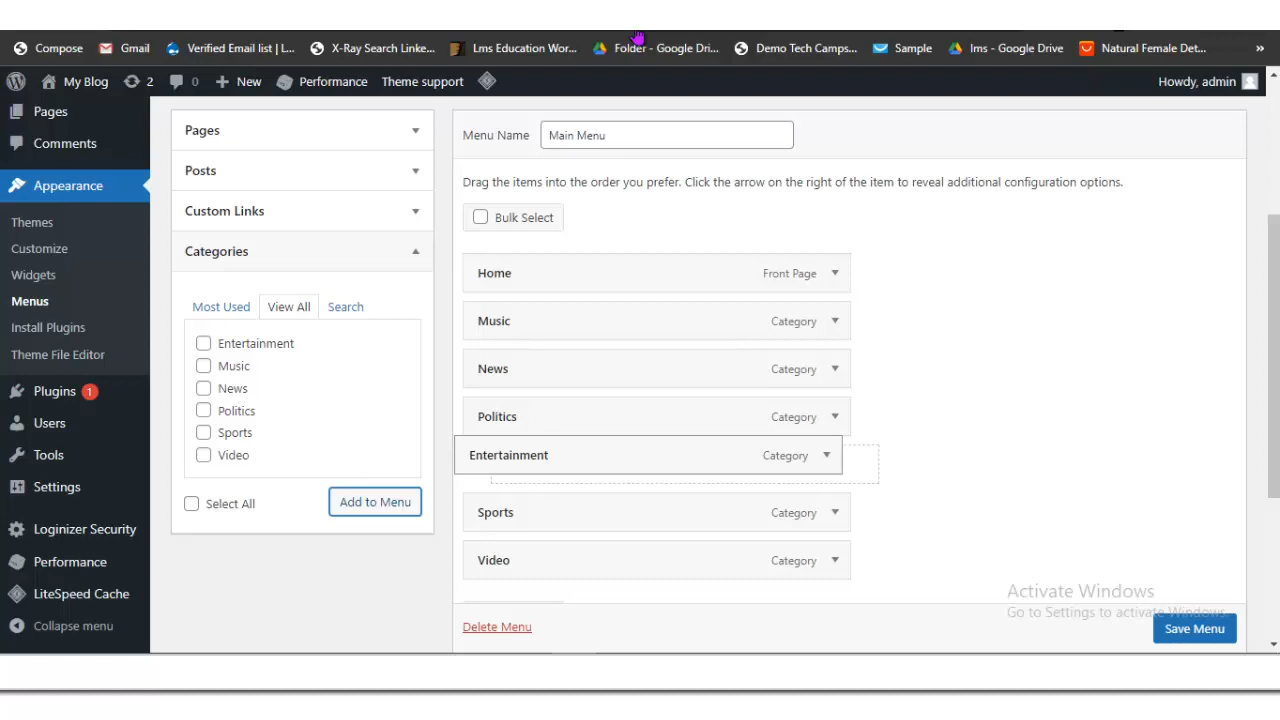 Compose Gmail Verified Email list | L... X-Ray Search Linke... Lms Education Wor... Folder - Google Dri... Demo Tech Camps... Sample lms - Google Drive Natural Female Det... »
My Blog 2 0 New Performance Theme support Howdy, admin
Pages
Comments
Appearance
Themes
Customize
Widgets
Menus
Install Plugins
Theme File Editor
Plugins 1
Users
Tools
Settings
Loginizer Security
Performance
LiteSpeed Cache
Collapse menu
Pages
Posts
Custom Links
Categories
Most Used View All Search
Entertainment
Music
News
Politics
Sports
Video
Select All Add to Menu
Menu Name Main Menu
Drag the items into the order you prefer. Click the arrow on the right of the item to reveal additional configuration options.
Bulk Select
Home Front Page
Music Category
News Category
Politics Category
Entertainment Category
Sports Category
Video Category
Delete Menu
Activate Windows
Go to Settings to activate Windows.
Save Menu